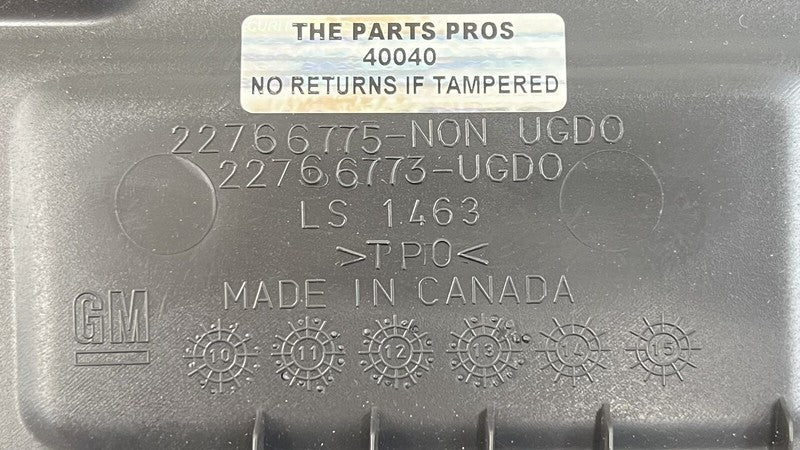 THE PARTS PROS
40040
NO RETURNS IF TAMPERED
22766775-NON UGDO
22766773-UGDO
LS 1463
>TPO<
MADE IN CANADA
GM
10 11 12 13 14 15